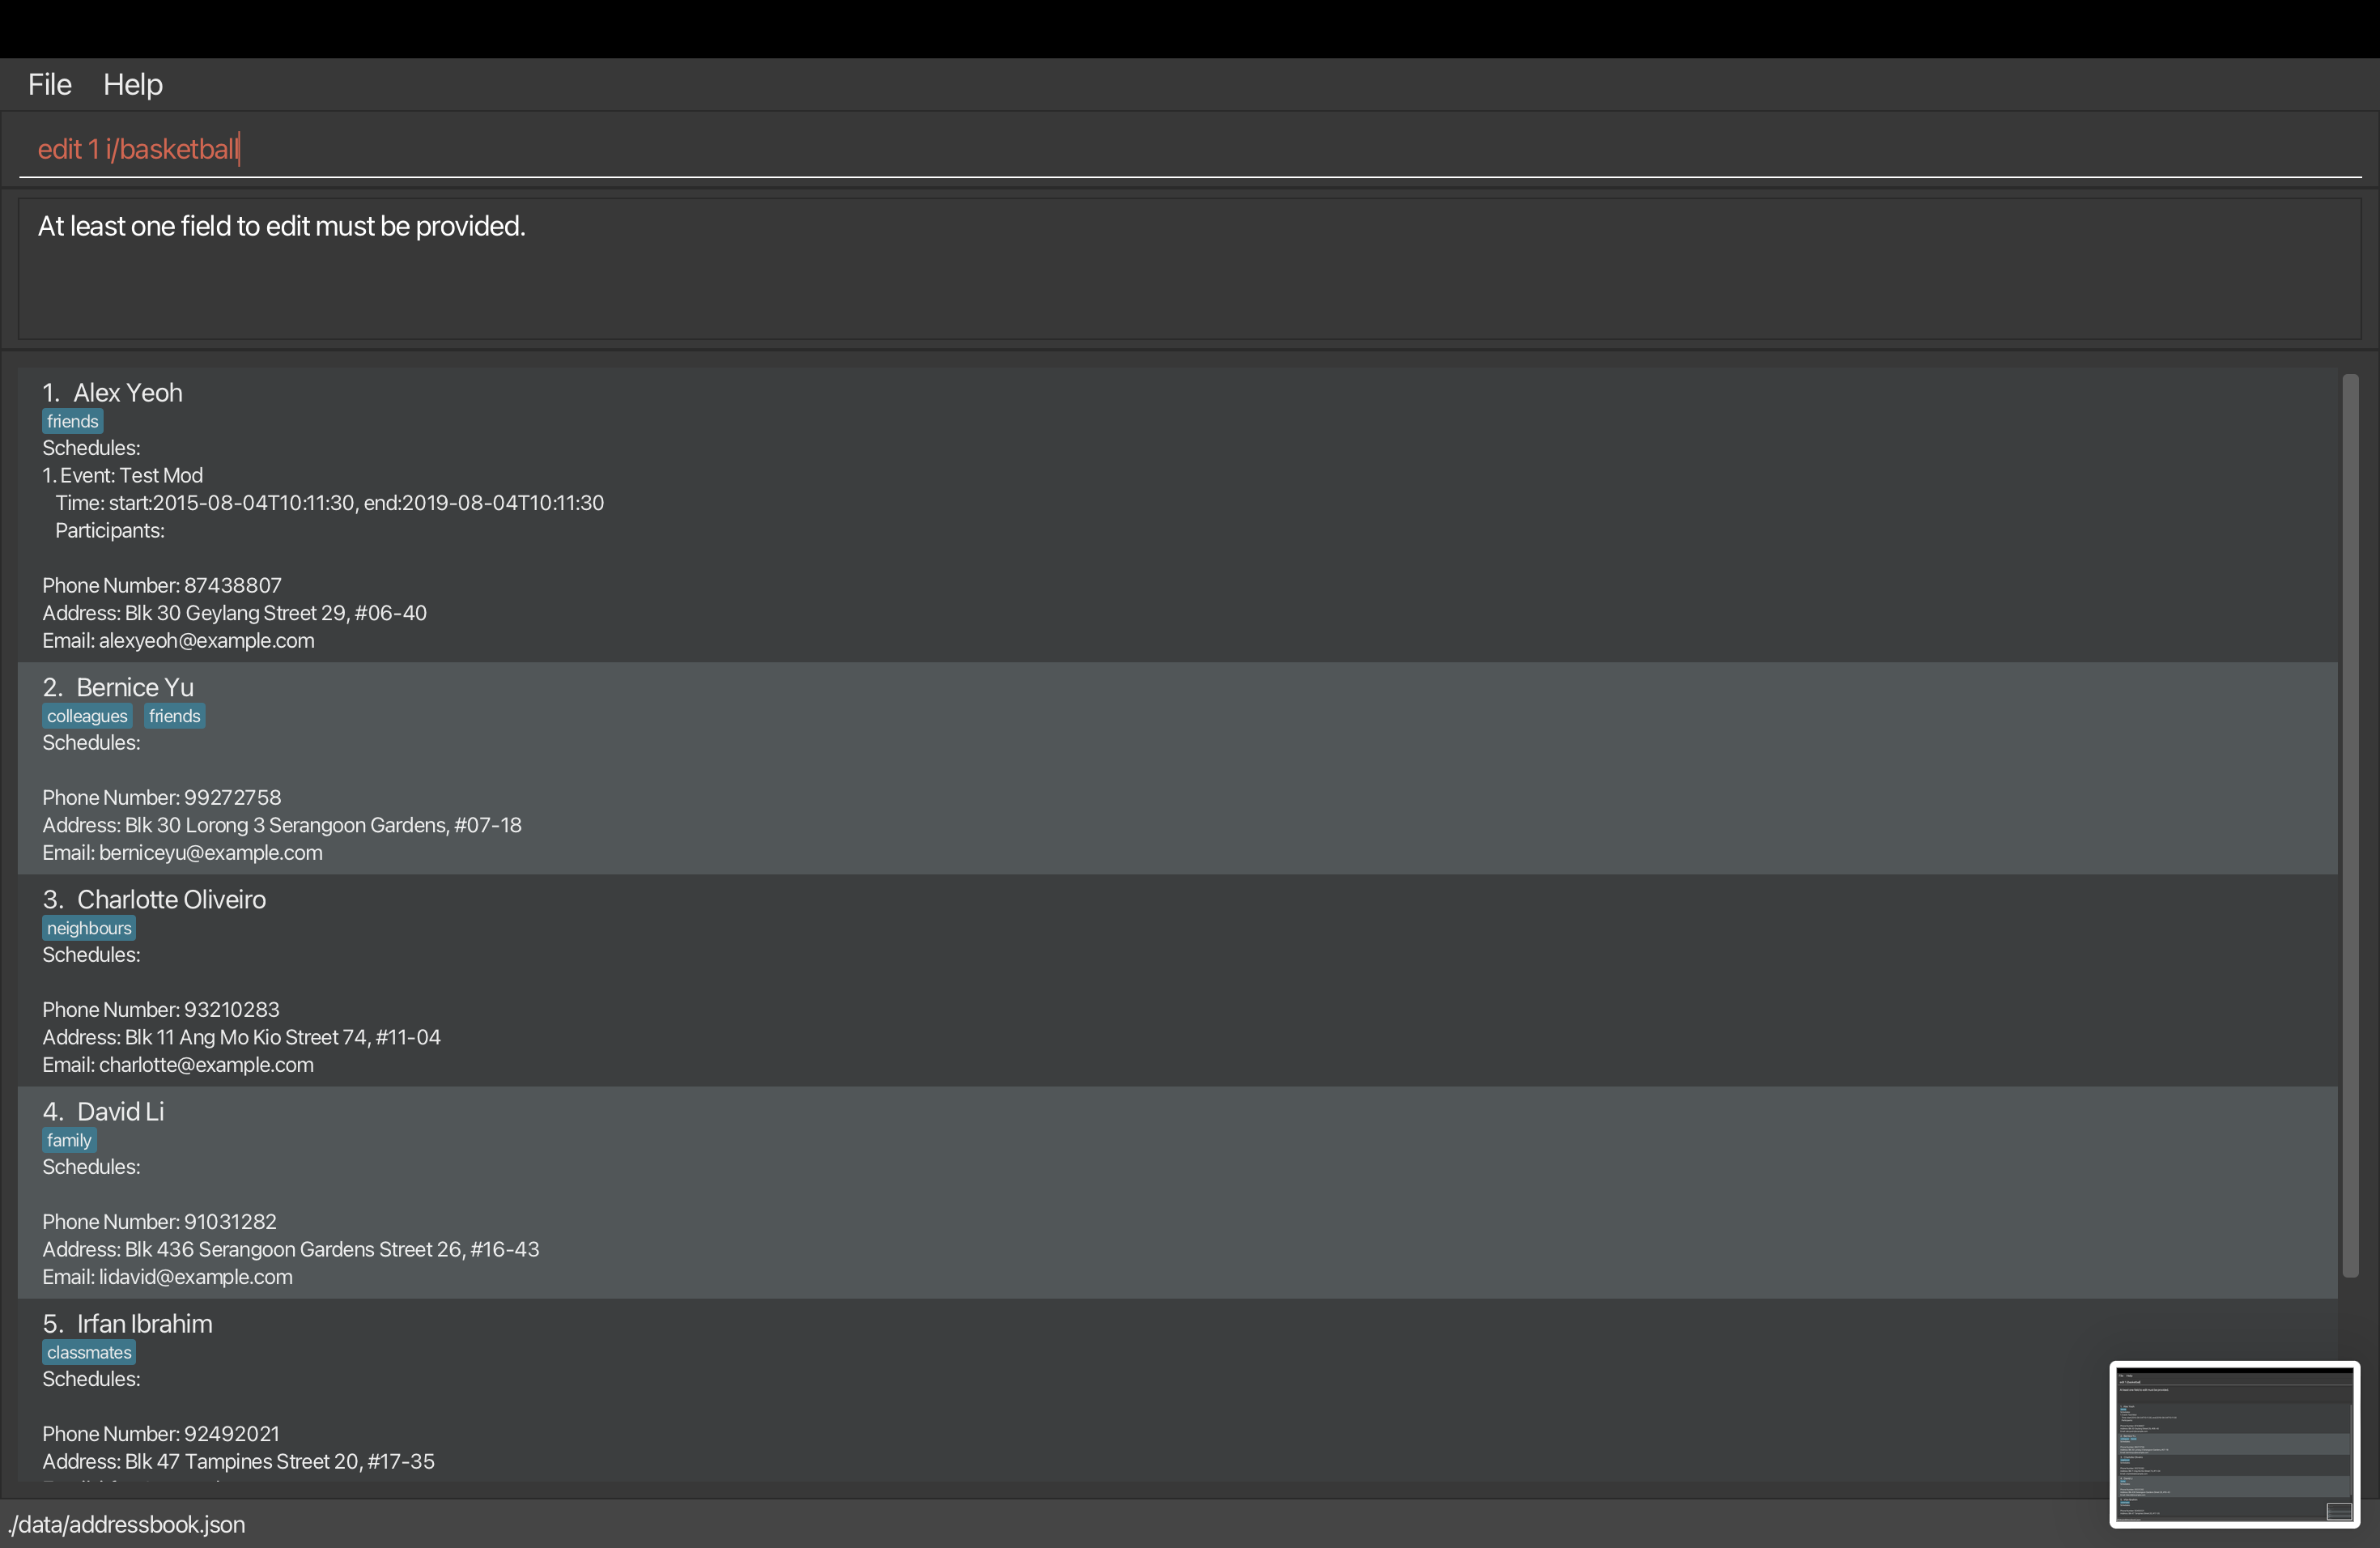 File Help
edit 1 i/basketball
At least one field to edit must be provided.
1. Alex Yeoh
friends
Schedules:
1. Event: Test Mod
Time: start:2015-08-04T10:11:30, end:2019-08-04T10:11:30
Participants:
Phone Number: 87438807
Address: Blk 30 Geylang Street 29, #06-40
Email: alexyeoh@example.com
2. Bernice Yu
colleagues friends
Schedules:
Phone Number: 99272758
Address: Blk 30 Lorong 3 Serangoon Gardens, #07-18
Email: berniceyu@example.com
3. Charlotte Oliveiro
neighbours
Schedules:
Phone Number: 93210283
Address: Blk 11 Ang Mo Kio Street 74, #11-04
Email: charlotte@example.com
4. David Li
family
Schedules:
Phone Number: 91031282
Address: Blk 436 Serangoon Gardens Street 26, #16-43
Email: lidavid@example.com
5. Irfan Ibrahim
classmates
Schedules:
Phone Number: 92492021
Address: Blk 47 Tampines Street 20, #17-35
./data/addressbook.json